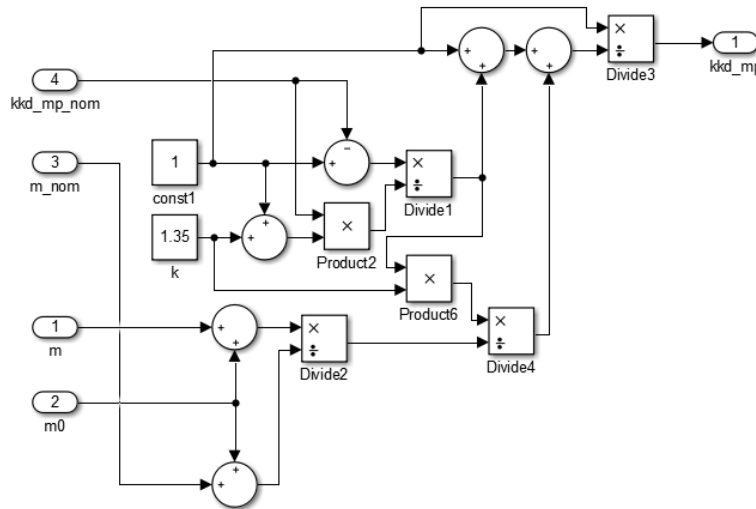 1
kkd_mp
×
÷
Divide3
+
+
+
+
4
kkd_mp_nom
3
m_nom
1
const1
−
+
×
÷
Divide1
+
+
×
Product2
1.35
k
×
Product6
1
m
+
+
×
÷
Divide2
×
÷
Divide4
2
m0
+
+